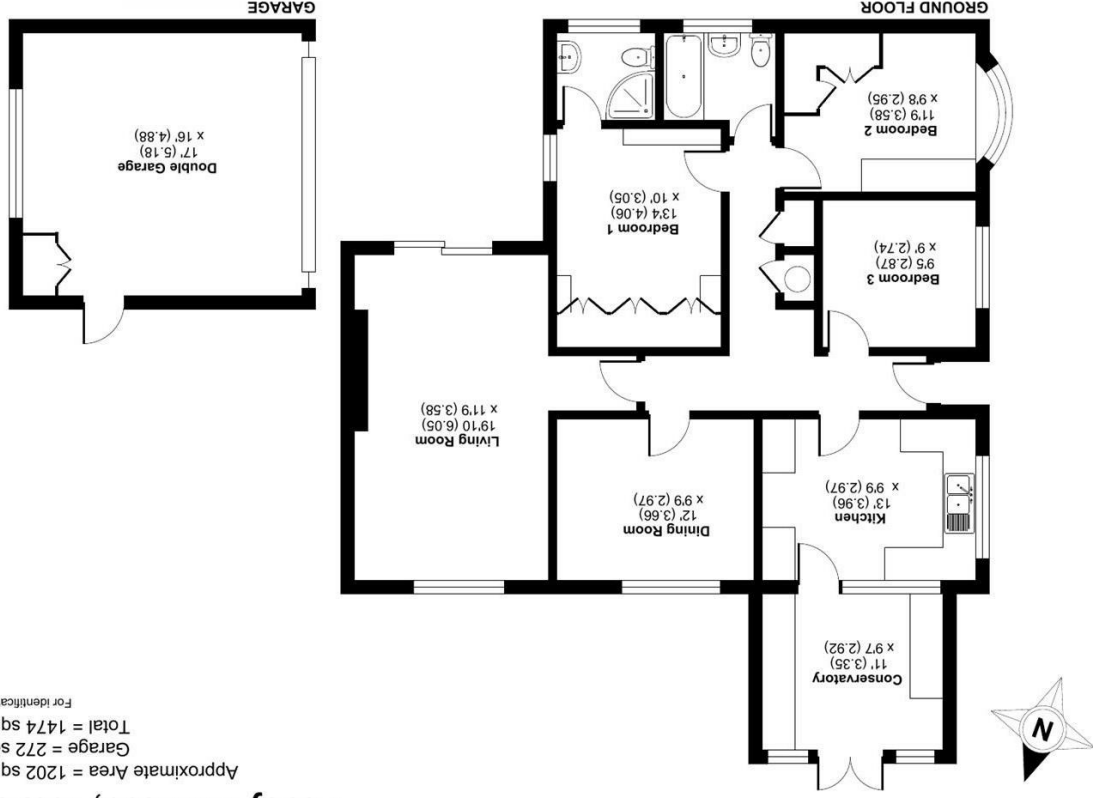 Approximate Area = 1202 sq
Garage = 272 s
Total = 1474 sq
For identifica
N
Conservatory
11' (3.35)
x 9'7 (2.92)
Kitchen
13' (3.96)
x 9'9 (2.97)
Dining Room
12' (3.66)
x 9'9 (2.97)
Living Room
19'10 (6.05)
x 11'9 (3.58)
Bedroom 3
9'5 (2.87)
x 9' (2.74)
Bedroom 1
13'4 (4.06)
x 10' (3.05)
Bedroom 2
11'9 (3.58)
x 9'8 (2.95)
Double Garage
17' (5.18)
x 16' (4.88)
GROUND FLOOR
GARAGE